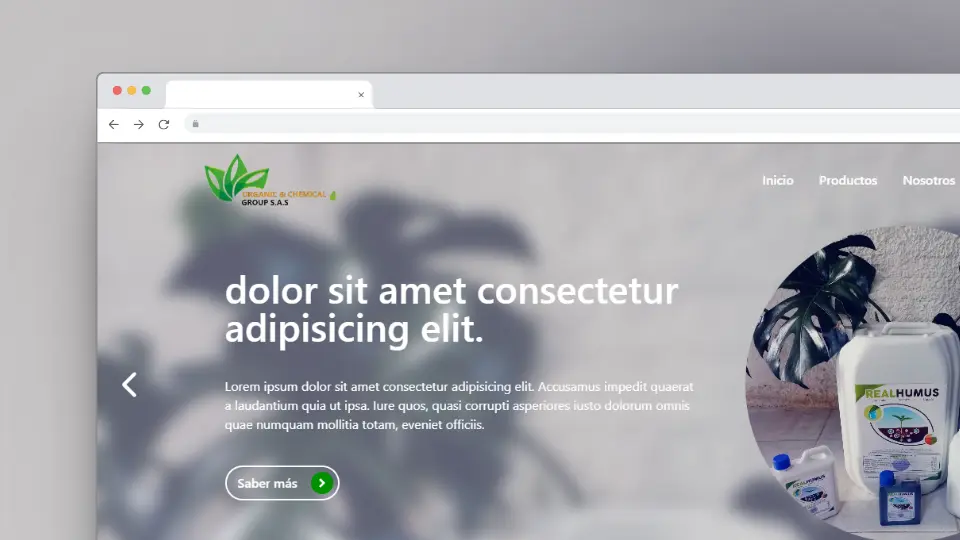 ORGANIC & CHEMICAL
GROUP S.A.S
Inicio Productos Nosotros
dolor sit amet consectetur
adipisicing elit.
Lorem ipsum dolor sit amet consectetur adipisicing elit. Accusamus impedit quaerat
a laudantium quia ut ipsa. Iure quos, quasi corrupti asperiores iusto dolorum omnis
quae numquam mollitia totam, eveniet officiis.
Saber más
REALHUMUS
REALHUMUS
REALHUMUS